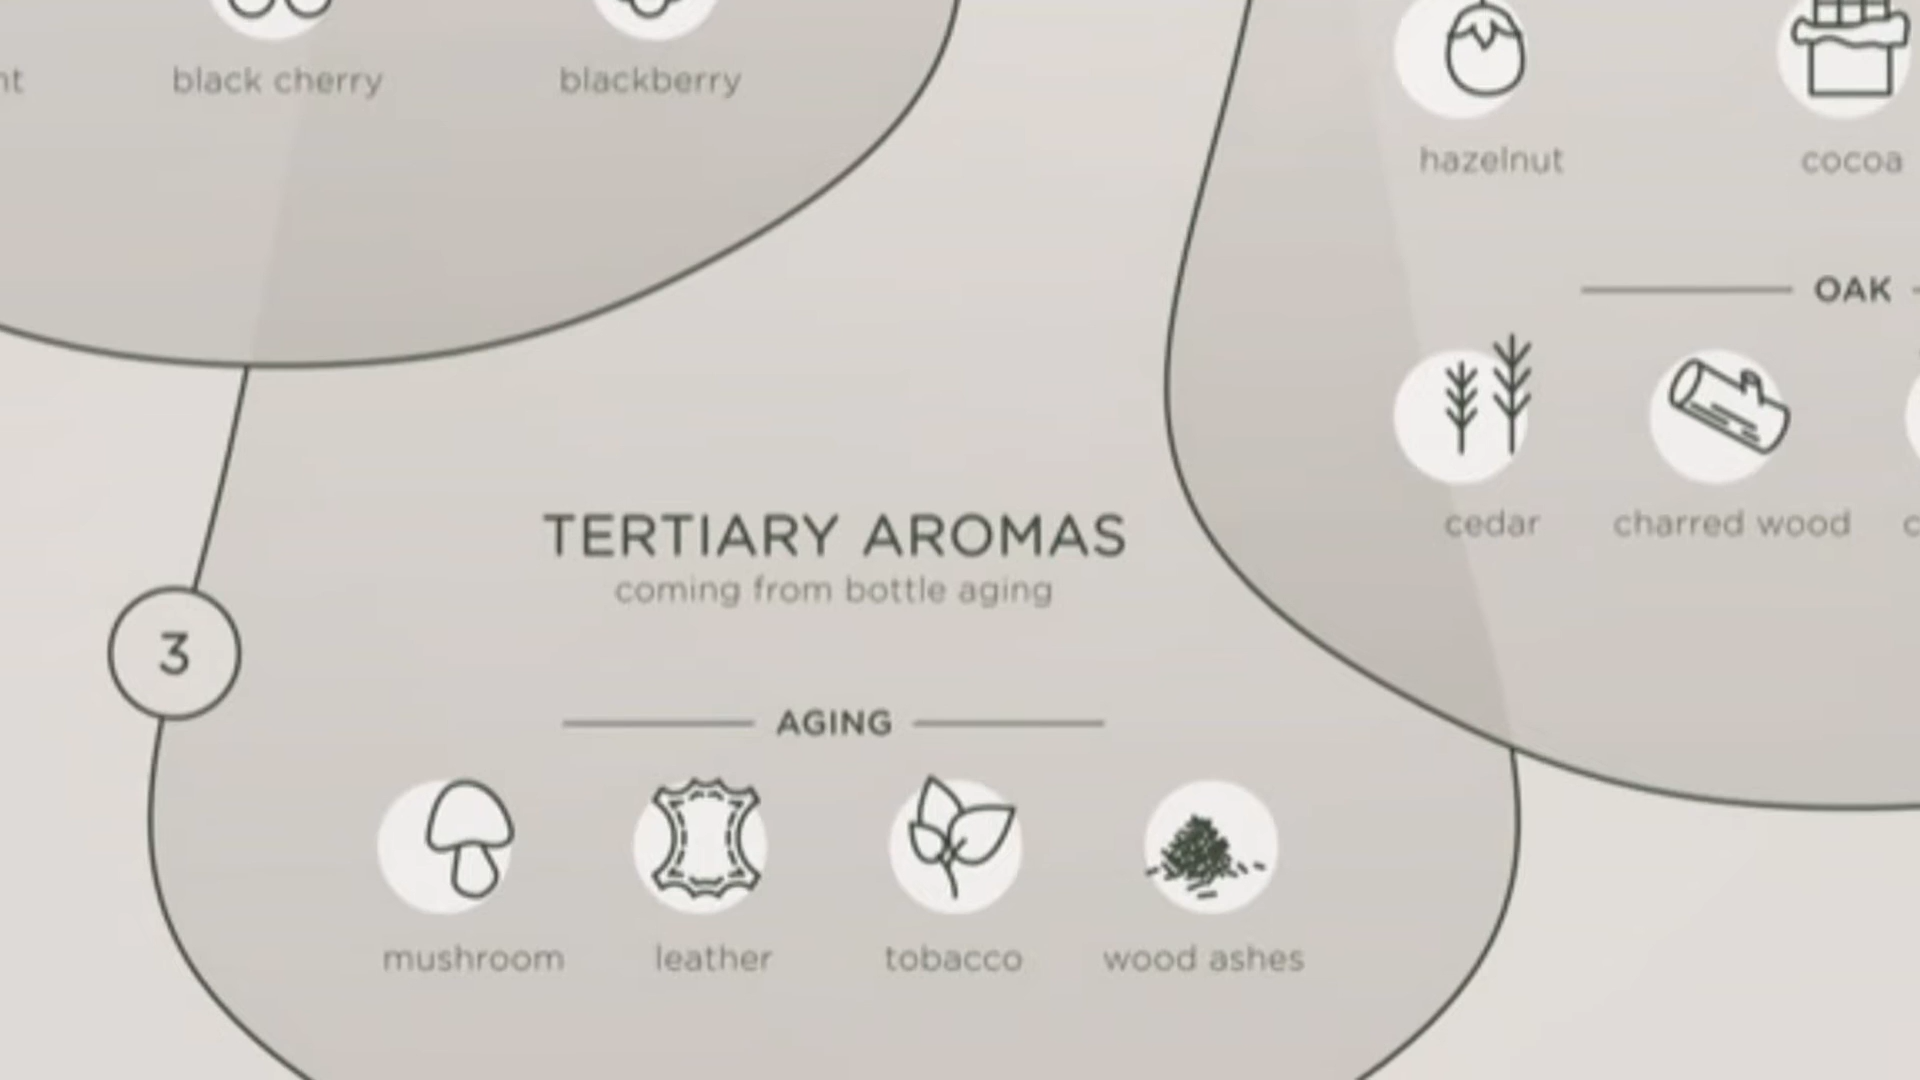 black cherry
blackberry
hazelnut
cocoa
OAK
cedar
charred wood
TERTIARY AROMAS
coming from bottle aging
3
AGING
mushroom
leather
tobacco
wood ashes